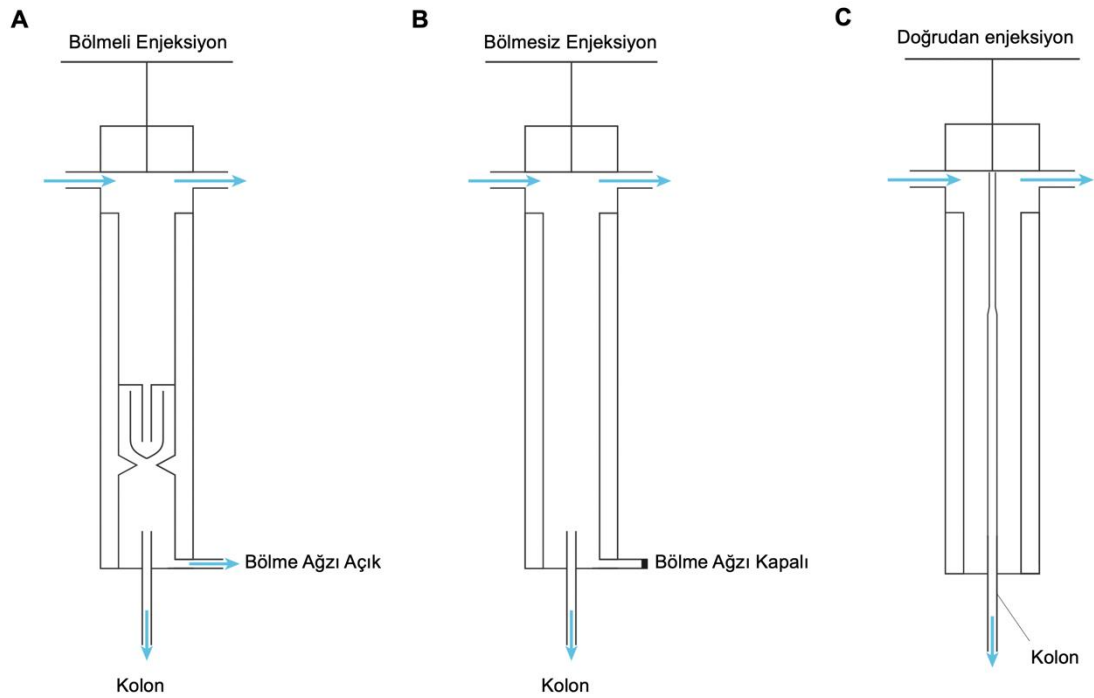 A
Bölmeli Enjeksiyon
Bölme Ağzı Açık
Kolon
B
Bölmesiz Enjeksiyon
Bölme Ağzı Kapalı
Kolon
C
Doğrudan enjeksiyon
Kolon